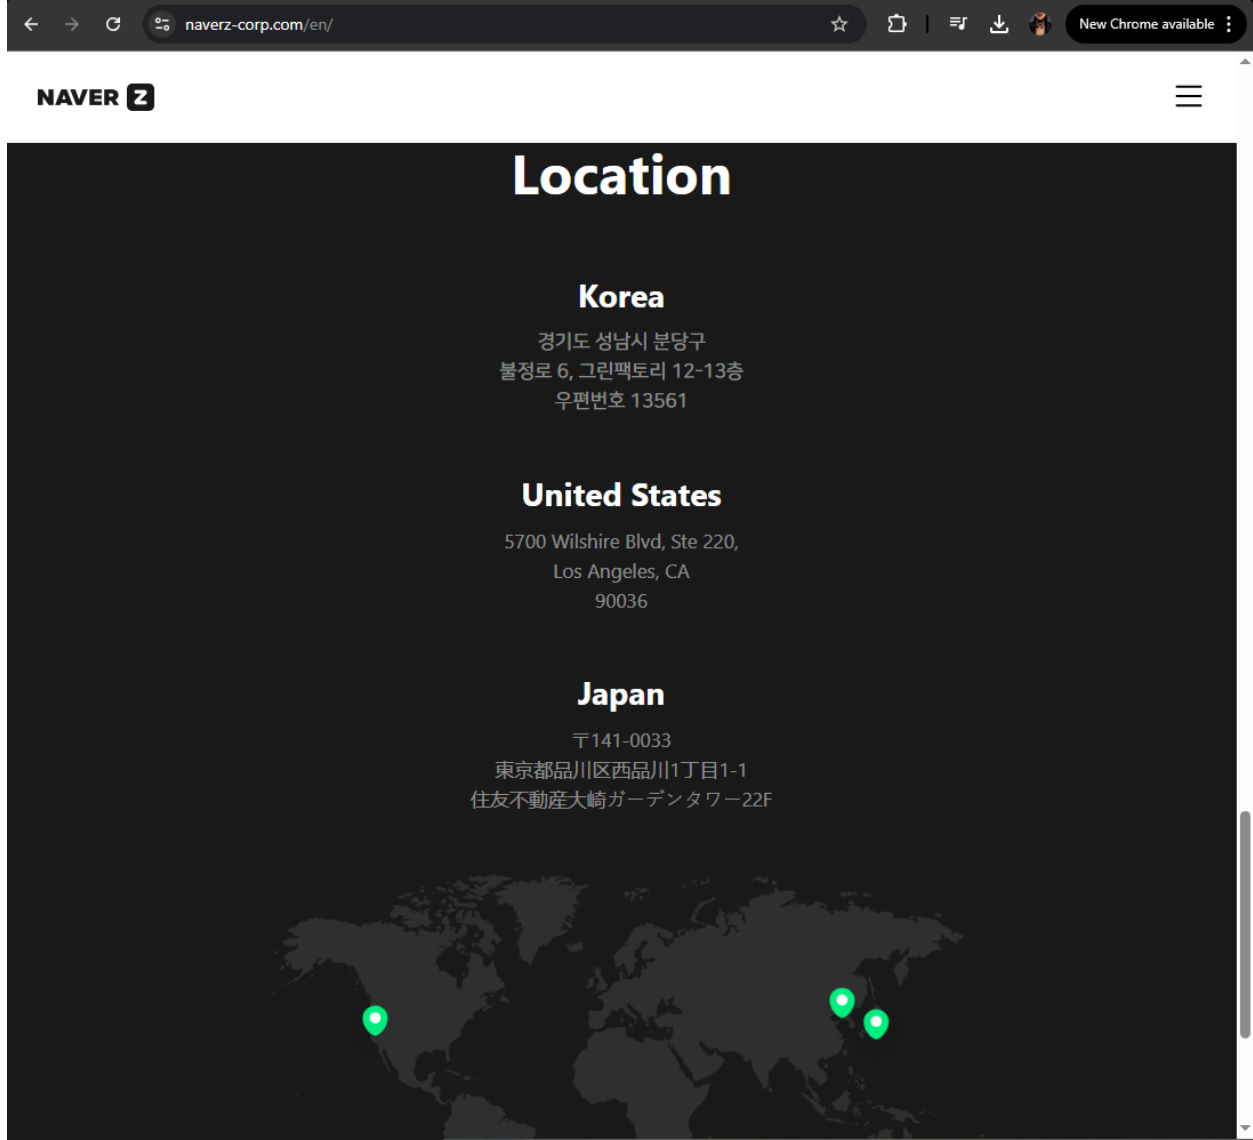 naverz-corp.com/en/
New Chrome available
NAVER Z
Location
Korea
경기도 성남시 분당구
불정로 6, 그린팩토리 12-13층
우편번호 13561
United States
5700 Wilshire Blvd, Ste 220,
Los Angeles, CA
90036
Japan
〒141-0033
東京都品川区西品川1丁目1-1
住友不動産大崎ガーデンタワー22F